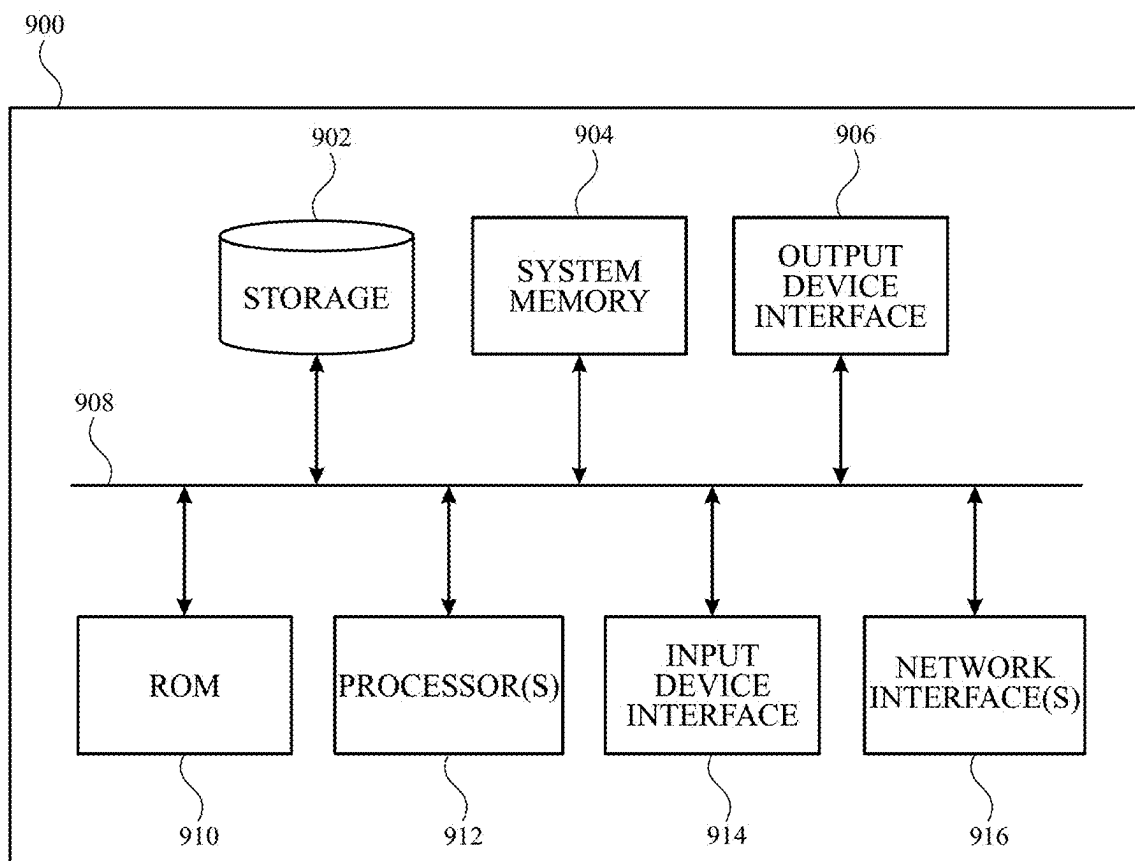 900
902
904
906
STORAGE
SYSTEM
MEMORY
OUTPUT
DEVICE
INTERFACE
908
ROM
PROCESSOR(S)
INPUT
DEVICE
INTERFACE
NETWORK
INTERFACE(S)
910
912
914
916